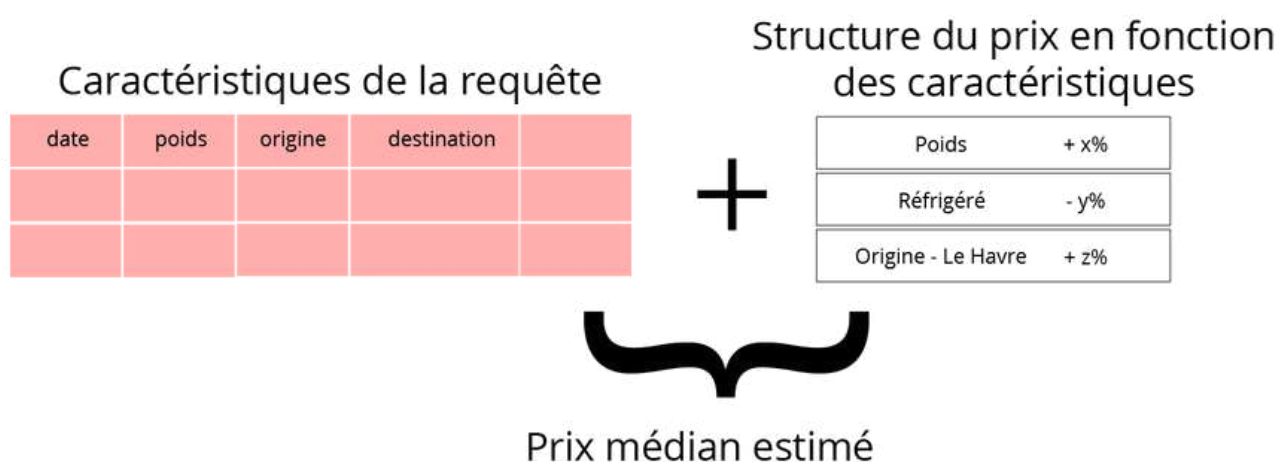 Structure du prix en fonction
des caractéristiques
Caractéristiques de la requête
date poids origine destination
+
Poids + x%
Réfrigéré - y%
Origine - Le Havre + z%
Prix médian estimé